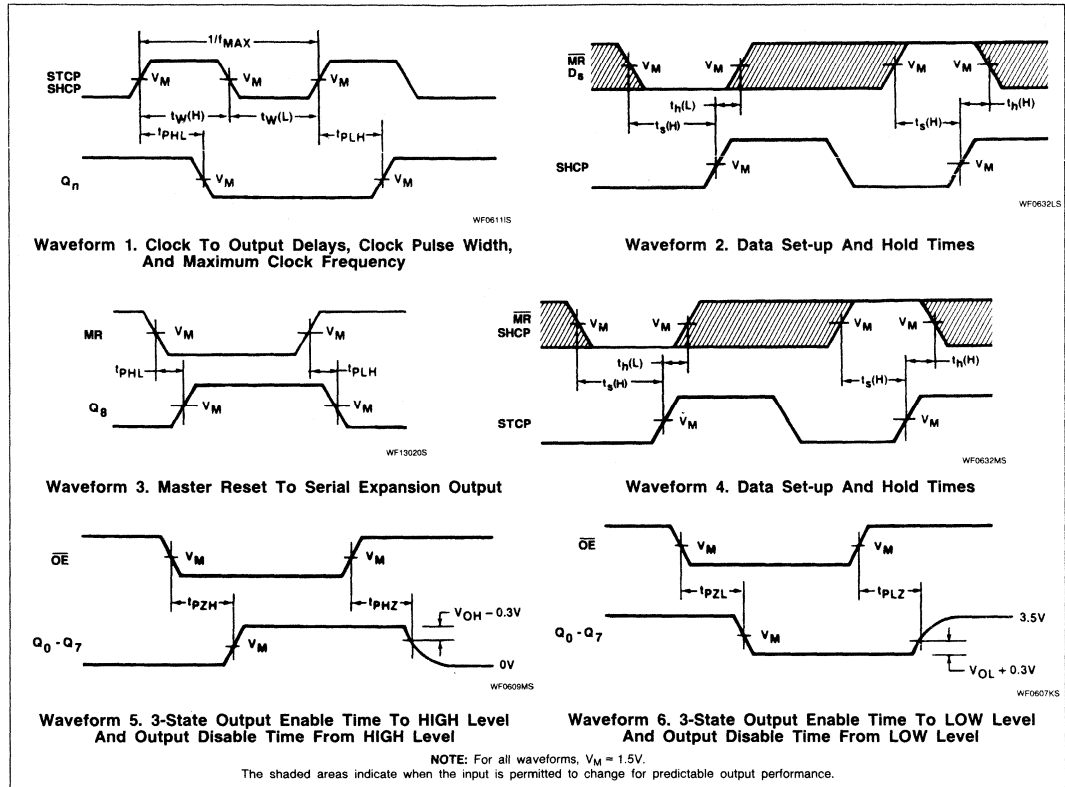 1/fMAX
STCP
SHCP
VM VM VM
tW(H) tW(L)
tPHL tPLH
Qn
VM VM
WF0611IS
Waveform 1. Clock To Output Delays, Clock Pulse Width,
And Maximum Clock Frequency
MR
Ds
VM VM VM VM
th(L) th(H)
ts(H) ts(H)
SHCP
VM VM
WF0632LS
Waveform 2. Data Set-up And Hold Times
MR
VM VM
tPHL tPLH
Q8
VM VM
WF13020S
Waveform 3. Master Reset To Serial Expansion Output
MR
SHCP
VM VM VM VM
th(L) th(H)
ts(H) ts(H)
STCP
VM VM
WF0632MS
Waveform 4. Data Set-up And Hold Times
OE
VM VM
tPZH tPHZ
VOH – 0.3V
Q0 - Q7
VM
0V
WF0609MS
Waveform 5. 3-State Output Enable Time To HIGH Level
And Output Disable Time From HIGH Level
OE
VM VM
tPZL tPLZ
3.5V
Q0 - Q7
VM
VOL + 0.3V
WF0607KS
Waveform 6. 3-State Output Enable Time To LOW Level
And Output Disable Time From LOW Level
NOTE: For all waveforms, VM = 1.5V.
The shaded areas indicate when the input is permitted to change for predictable output performance.